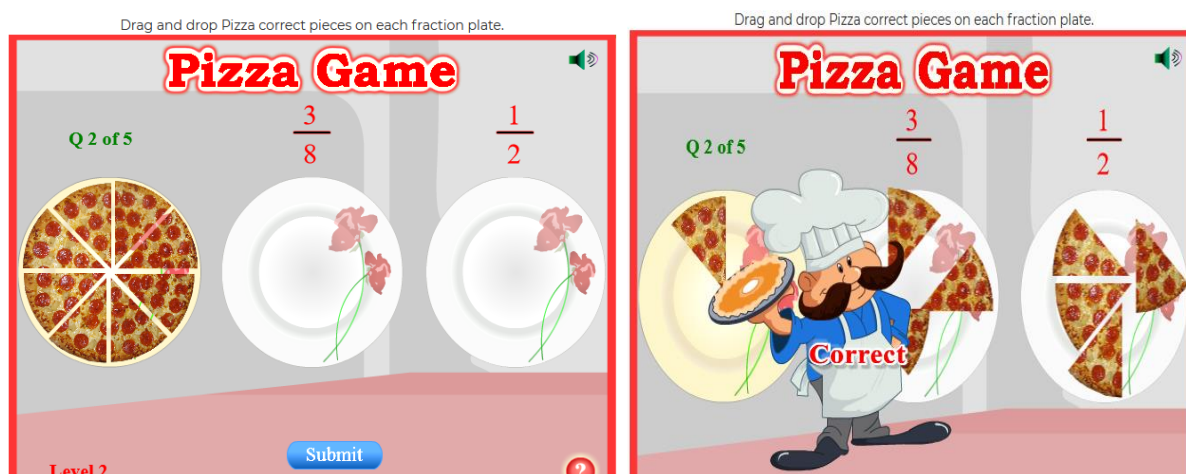 Drag and drop Pizza correct pieces on each fraction plate.
Pizza Game
Q 2 of 5
3
8
1
2
Submit
Level 2
?
Drag and drop Pizza correct pieces on each fraction plate.
Pizza Game
Q 2 of 5
3
8
1
2
Correct